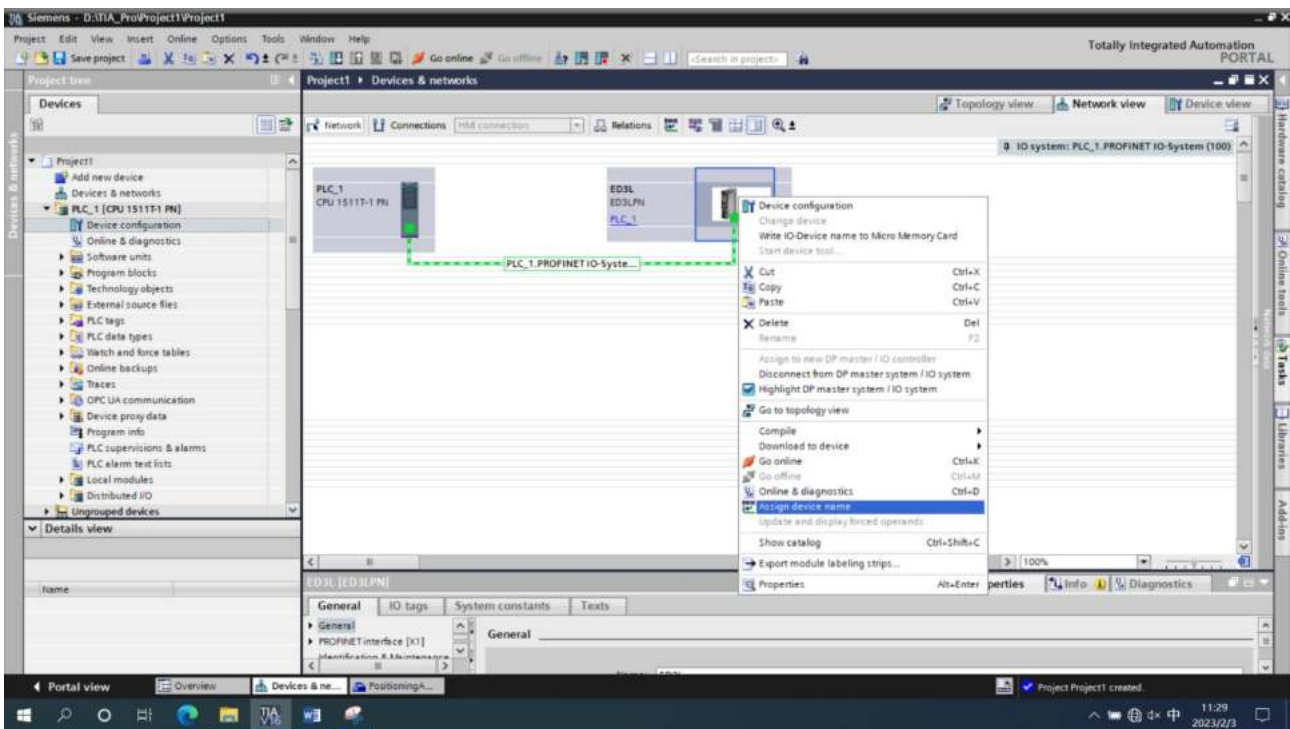 Siemens - D:\TIA_Pro\Project1\Project1
Project Edit View Insert Online Options Tools Window Help
Totally Integrated Automation
PORTAL
Save project
Go online
Go offline
<Search in project>
Project tree
Project1 ▸ Devices & networks
Devices
Topology view
Network view
Device view
Network
Connections
HMI connection
Relations
IO system: PLC_1.PROFINET IO-System (100)
Devices & networks
Project1
Add new device
Devices & networks
PLC_1 [CPU 1511T-1 PN]
Device configuration
Online & diagnostics
Software units
Program blocks
Technology objects
External source files
PLC tags
PLC data types
Watch and force tables
Online backups
Traces
OPC UA communication
Device proxy data
Program info
PLC supervisions & alarms
PLC alarm text lists
Local modules
Distributed I/O
Ungrouped devices
Details view
Name
PLC_1
CPU 1511T-1 PN
ED3L
ED3LPN
PLC_1
PLC_1.PROFINET IO-Syste...
Device configuration
Change device
Write IO-Device name to Micro Memory Card
Start device tool...
Cut Ctrl+X
Copy Ctrl+C
Paste Ctrl+V
Delete Del
Rename F2
Assign to new DP master / IO controller
Disconnect from DP master system / IO system
Highlight DP master system / IO system
Go to topology view
Compile
Download to device
Go online Ctrl+K
Go offline Ctrl+M
Online & diagnostics Ctrl+D
Assign device name
Update and display forced operands
Show catalog Ctrl+Shift+C
Export module labeling strips...
Properties Alt+Enter
100%
ED3L [ED3LPN]
perties
Info
Diagnostics
General
IO tags
System constants
Texts
General
PROFINET interface [X1]
Identification & Maintenance
General
Hardware catalog
Online tools
Tasks
Libraries
Add-ins
Portal view
Overview
Devices & ne...
PositioningA...
Project Project1 created.
TIA
V16
中
11:29
2023/2/3